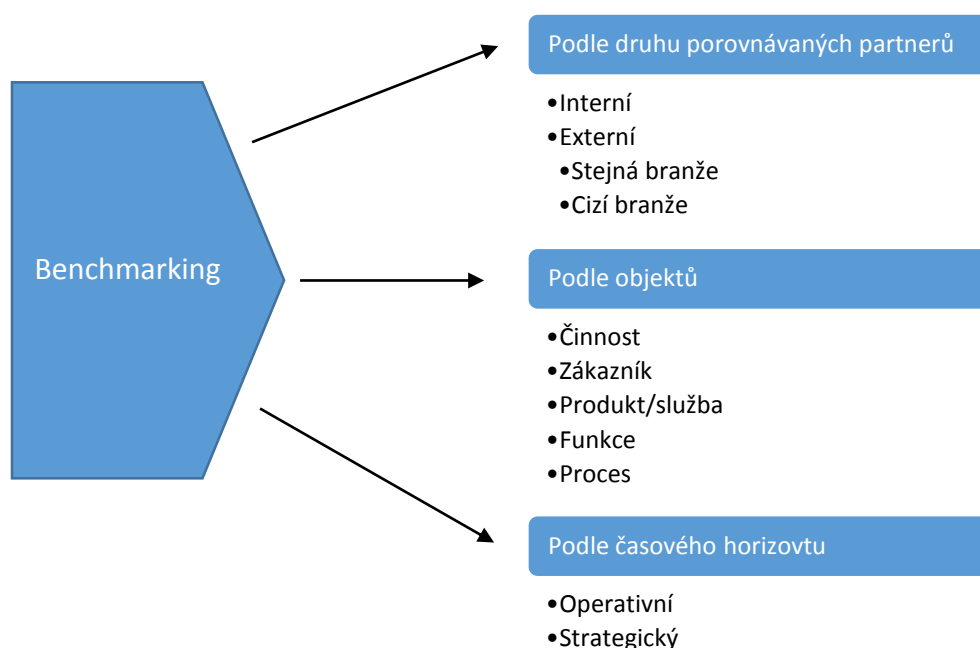 Benchmarking
Podle druhu porovnávaných partnerů
•Interní
•Externí
•Stejná branže
•Cizí branže
Podle objektů
•Činnost
•Zákazník
•Produkt/služba
•Funkce
•Proces
Podle časového horizovtu
•Operativní
•Strategický